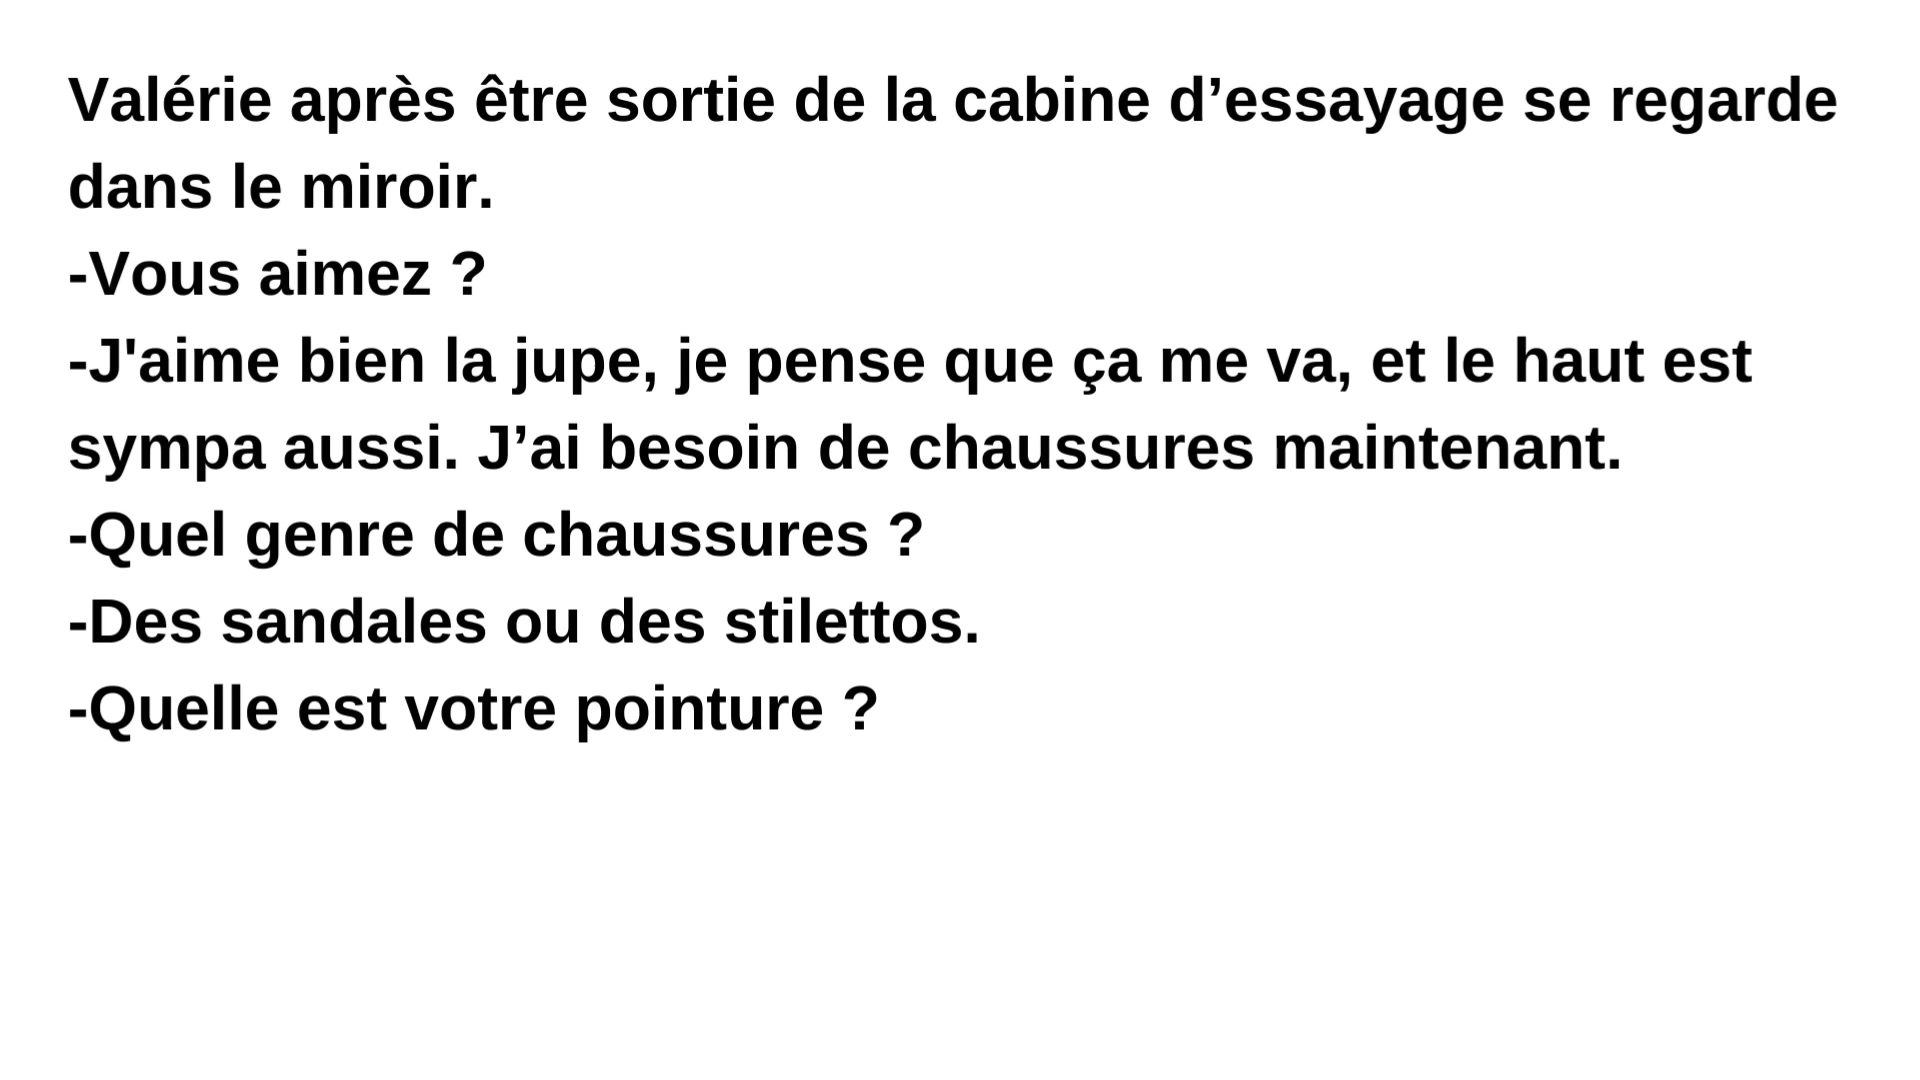 Valérie après être sortie de la cabine d’essayage se regarde
dans le miroir.
-Vous aimez ?
-J'aime bien la jupe, je pense que ça me va, et le haut est
sympa aussi. J’ai besoin de chaussures maintenant.
-Quel genre de chaussures ?
-Des sandales ou des stilettos.
-Quelle est votre pointure ?